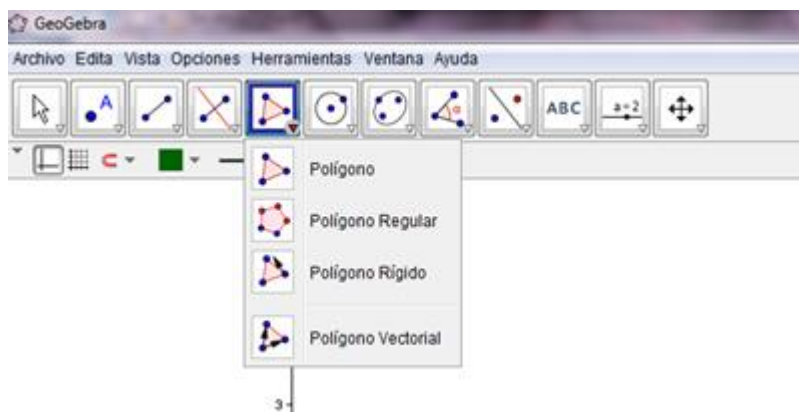 GeoGebra
Archivo Edita Vista Opciones Herramientas Ventana Ayuda
A α ABC a=2
Polígono
Polígono Regular
Polígono Rígido
Polígono Vectorial
3